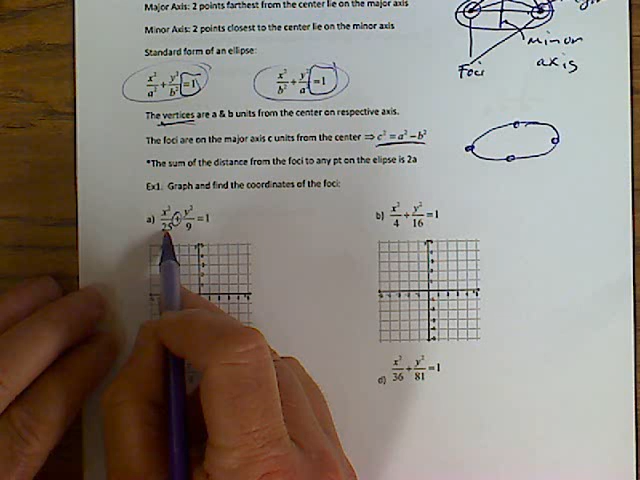 Major Axis: 2 points farthest from the center lie on the major axis
Minor Axis: 2 points closest to the center lie on the minor axis
minor axis
Foci
Standard form of an ellipse:
x²/a² + y²/b² = 1
x²/b² + y²/a² = 1
The vertices are a & b units from the center on respective axis.
The foci are on the major axis c units from the center ⇒ c² = a² − b²
*The sum of the distance from the foci to any pt on the elipse is 2a
Ex1. Graph and find the coordinates of the foci:
a) x²/25 + y²/9 = 1
b) x²/4 + y²/16 = 1
d) x²/36 + y²/81 = 1